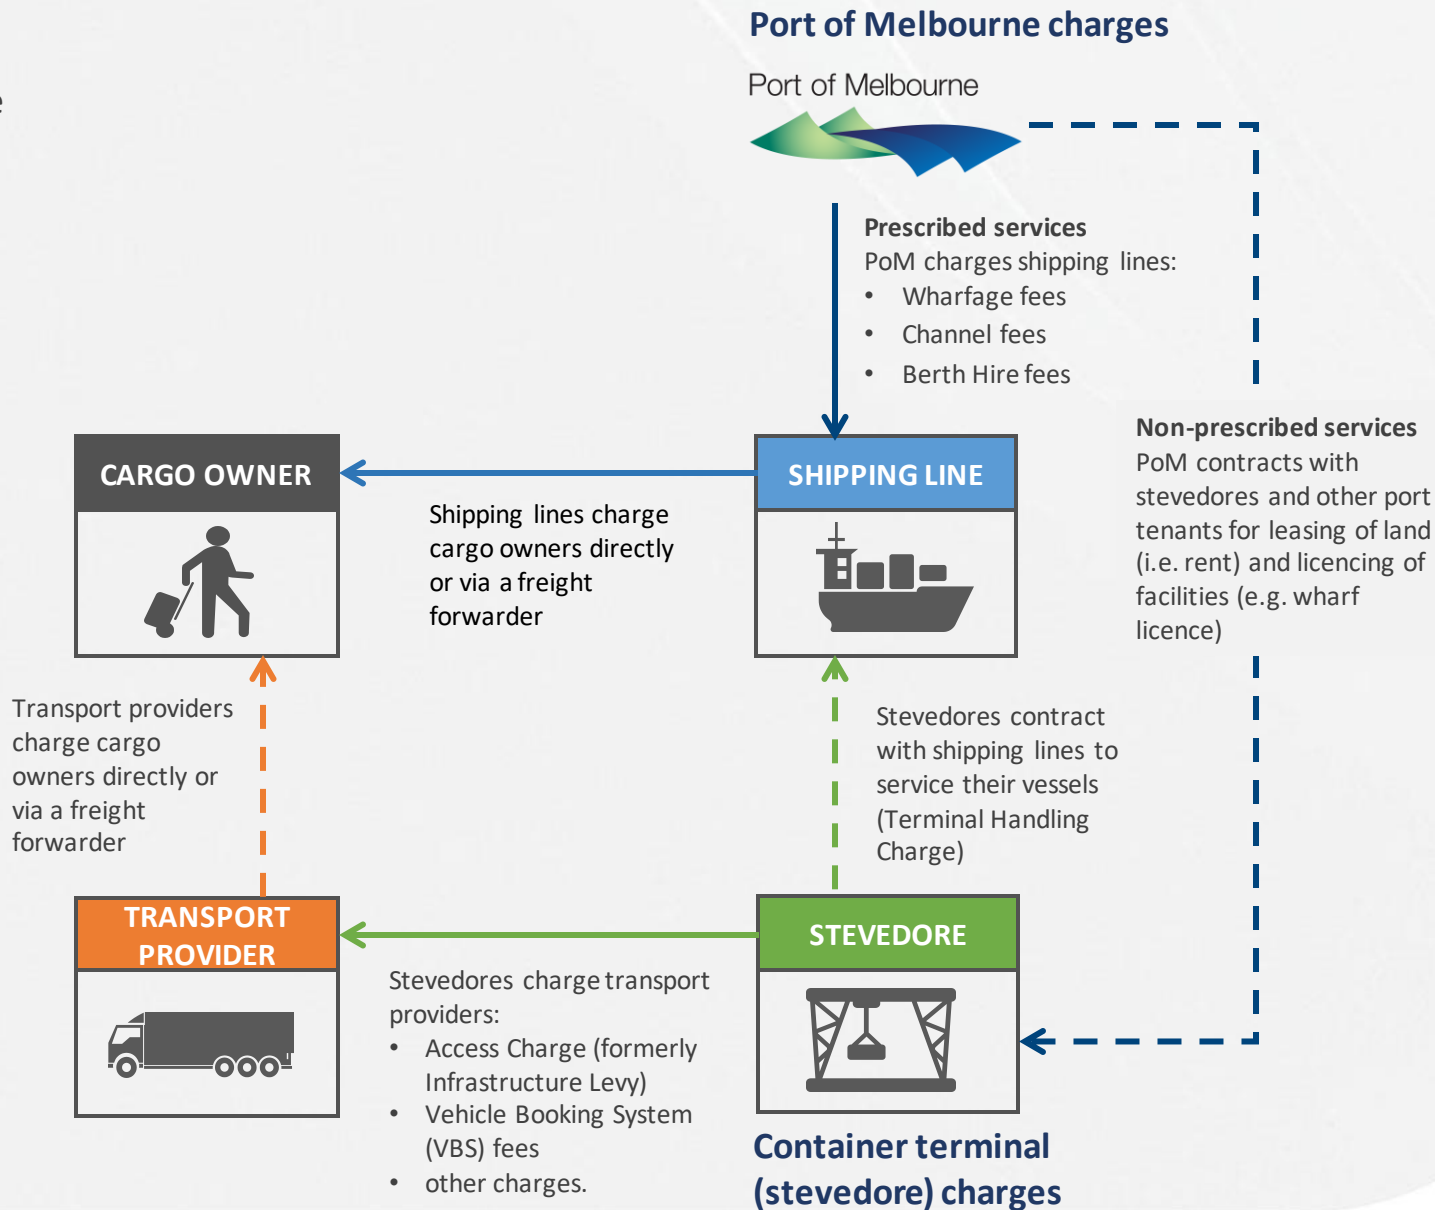 Port of Melbourne charges
Port of Melbourne
e
Prescribed services
PoM charges shipping lines:
• Wharfage fees
• Channel fees
• Berth Hire fees
CARGO OWNER
SHIPPING LINE
Shipping lines charge
cargo owners directly
or via a freight
forwarder
Non-prescribed services
PoM contracts with
stevedores and other port
tenants for leasing of land
(i.e. rent) and licencing of
facilities (e.g. wharf
licence)
Transport providers
charge cargo
owners directly or
via a freight
forwarder
Stevedores contract
with shipping lines to
service their vessels
(Terminal Handling
Charge)
TRANSPORT
PROVIDER
STEVEDORE
Stevedores charge transport
providers:
• Access Charge (formerly
Infrastructure Levy)
• Vehicle Booking System
(VBS) fees
• other charges.
Container terminal
(stevedore) charges